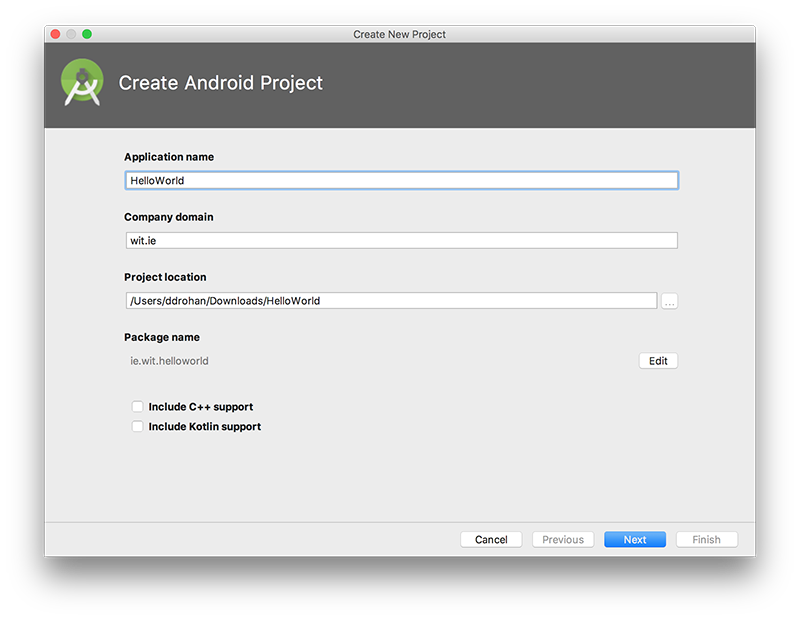 Create New Project
Create Android Project
Application name
HelloWorld
Company domain
wit.ie
Project location
/Users/ddrohan/Downloads/HelloWorld
...
Package name
ie.wit.helloworld
Edit
Include C++ support
Include Kotlin support
Cancel
Previous
Next
Finish